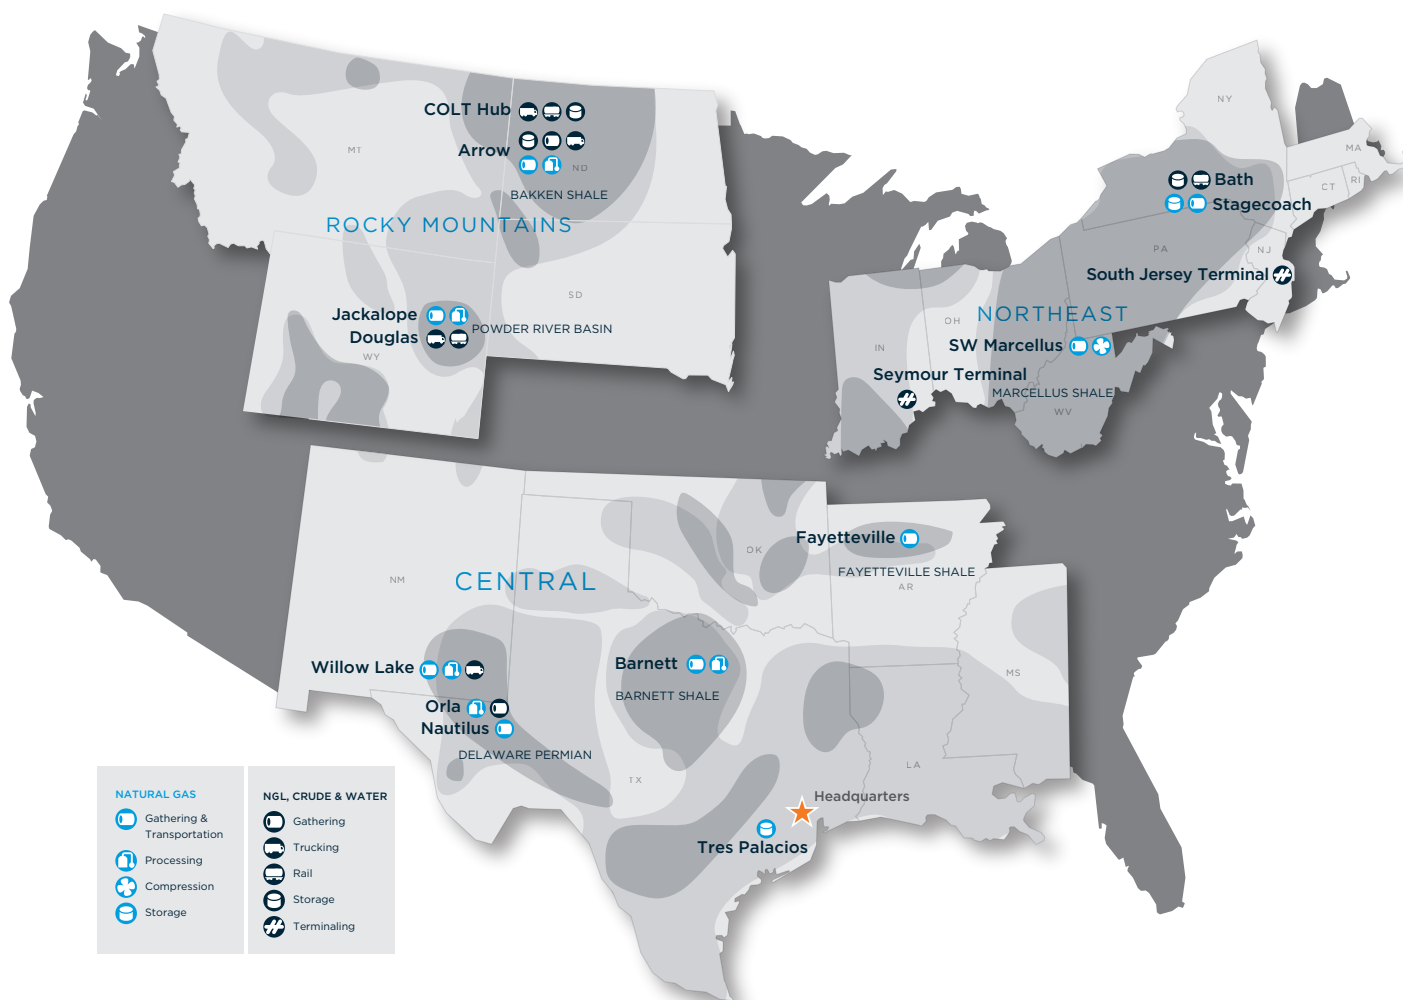 COLT Hub
Arrow
MT
ND
BAKKEN SHALE
ROCKY MOUNTAINS
SD
Jackalope
POWDER RIVER BASIN
Douglas
WY
NY
MA
Bath
CT
RI
Stagecoach
PA
NJ
South Jersey Terminal
NORTHEAST
OH
IN
SW Marcellus
Seymour Terminal
MARCELLUS SHALE
WV
OK
Fayetteville
FAYETTEVILLE SHALE
AR
NM
CENTRAL
Willow Lake
Barnett
BARNETT SHALE
MS
Orla
Nautilus
DELAWARE PERMIAN
TX
LA
Headquarters
Tres Palacios
NATURAL GAS
Gathering &
Transportation
Processing
Compression
Storage
NGL, CRUDE & WATER
Gathering
Trucking
Rail
Storage
Terminaling